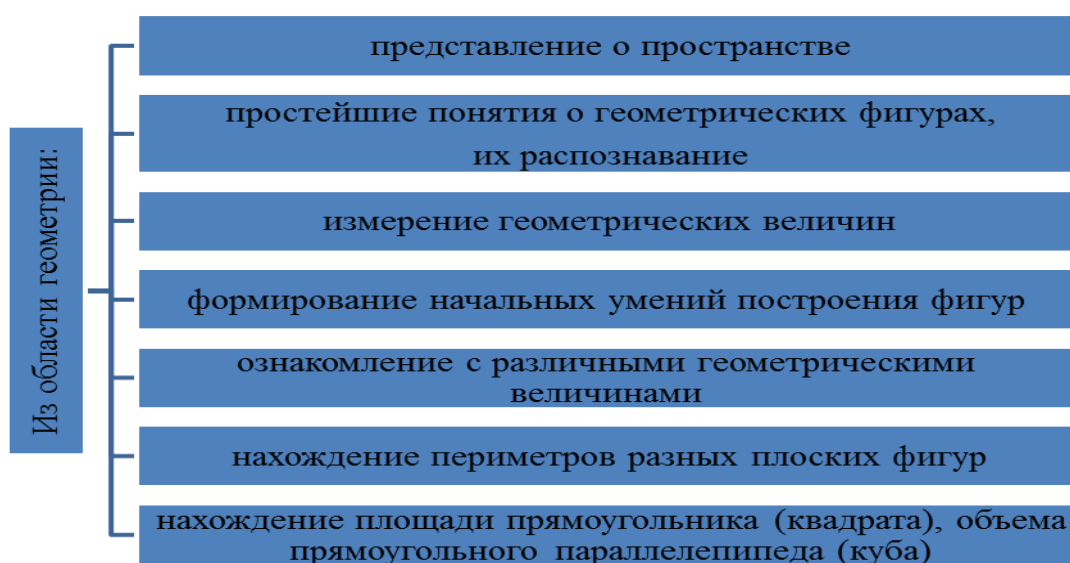 Из области геометрии:
представление о пространстве
простейшие понятия о геометрических фигурах,
их распознавание
измерение геометрических величин
формирование начальных умений построения фигур
ознакомление с различными геометрическими
величинами
нахождение периметров разных плоских фигур
нахождение площади прямоугольника (квадрата), объема
прямоугольного параллелепипеда (куба)